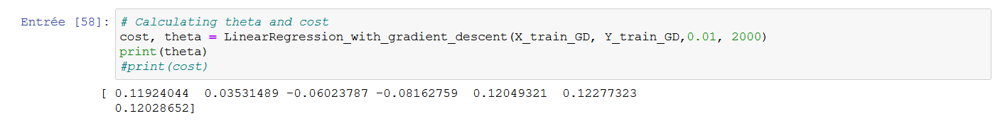 Entrée [58]: # Calculating theta and cost
cost, theta = LinearRegression_with_gradient_descent(X_train_GD, Y_train_GD,0.01, 2000)
print(theta)
#print(cost)
[ 0.11924044  0.03531489 -0.06023787 -0.08162759  0.12049321  0.12277323
0.12028652]